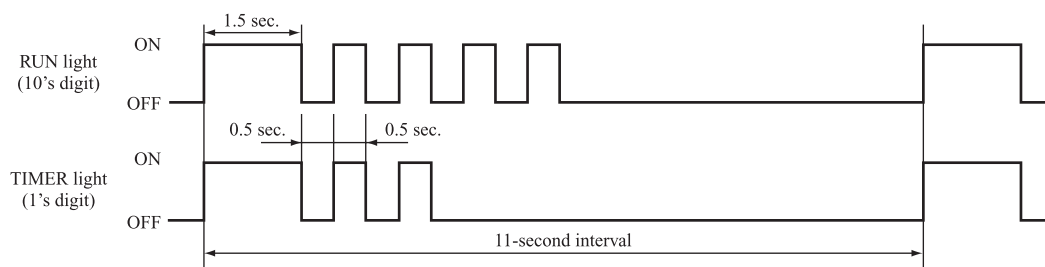 1.5 sec.
ON
RUN light
(10’s digit)
OFF
0.5 sec.
0.5 sec.
ON
TIMER light
(1’s digit)
OFF
11-second interval